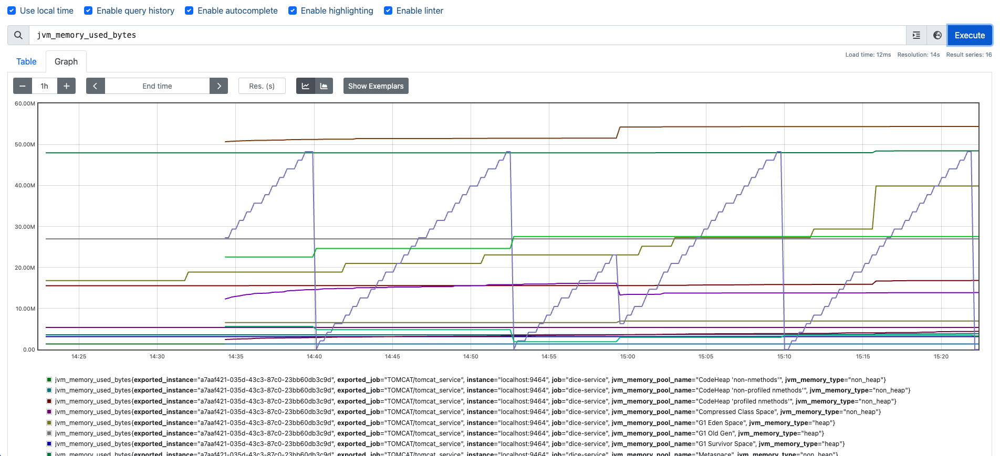 Use local time Enable query history Enable autocomplete Enable highlighting Enable linter
jvm_memory_used_bytes Execute
Load time: 12ms Resolution: 14s Result series: 16
Table Graph
1h End time Res. (s) Show Exemplars
60.00M
50.00M
40.00M
30.00M
20.00M
10.00M
0.00
14:25 14:30 14:35 14:40 14:45 14:50 14:55 15:00 15:05 15:10 15:15 15:20
jvm_memory_used_bytes{exported_instance="a7aaf421-035d-43c3-87c0-23bb60db3c9d", exported_job="TOMCAT/tomcat_service", instance="localhost:9464", job="dice-service", jvm_memory_pool_name="CodeHeap 'non-nmethods'", jvm_memory_type="non_heap"}
jvm_memory_used_bytes{exported_instance="a7aaf421-035d-43c3-87c0-23bb60db3c9d", exported_job="TOMCAT/tomcat_service", instance="localhost:9464", job="dice-service", jvm_memory_pool_name="CodeHeap 'non-profiled nmethods'", jvm_memory_type="non_heap"}
jvm_memory_used_bytes{exported_instance="a7aaf421-035d-43c3-87c0-23bb60db3c9d", exported_job="TOMCAT/tomcat_service", instance="localhost:9464", job="dice-service", jvm_memory_pool_name="CodeHeap 'profiled nmethods'", jvm_memory_type="non_heap"}
jvm_memory_used_bytes{exported_instance="a7aaf421-035d-43c3-87c0-23bb60db3c9d", exported_job="TOMCAT/tomcat_service", instance="localhost:9464", job="dice-service", jvm_memory_pool_name="Compressed Class Space", jvm_memory_type="non_heap"}
jvm_memory_used_bytes{exported_instance="a7aaf421-035d-43c3-87c0-23bb60db3c9d", exported_job="TOMCAT/tomcat_service", instance="localhost:9464", job="dice-service", jvm_memory_pool_name="G1 Eden Space", jvm_memory_type="heap"}
jvm_memory_used_bytes{exported_instance="a7aaf421-035d-43c3-87c0-23bb60db3c9d", exported_job="TOMCAT/tomcat_service", instance="localhost:9464", job="dice-service", jvm_memory_pool_name="G1 Old Gen", jvm_memory_type="heap"}
jvm_memory_used_bytes{exported_instance="a7aaf421-035d-43c3-87c0-23bb60db3c9d", exported_job="TOMCAT/tomcat_service", instance="localhost:9464", job="dice-service", jvm_memory_pool_name="G1 Survivor Space", jvm_memory_type="heap"}
jvm_memory_used_bytes{exported_instance="a7aaf421-035d-43c3-87c0-23bb60db3c9d", exported_job="TOMCAT/tomcat_service", instance="localhost:9464", job="dice-service", jvm_memory_pool_name="Metaspace", jvm_memory_type="non_heap"}